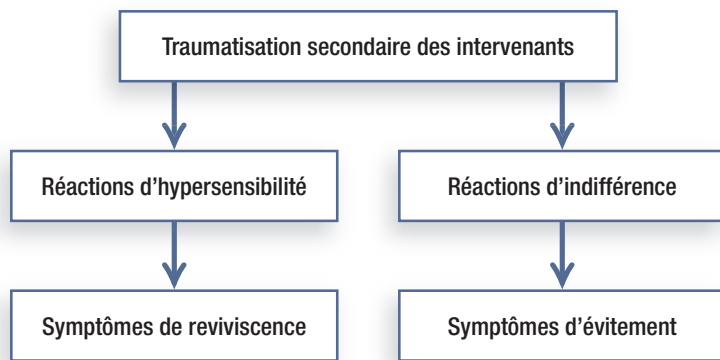 Traumatisation secondaire des intervenants
Réactions d’hypersensibilité
Réactions d’indifférence
Symptômes de reviviscence
Symptômes d’évitement